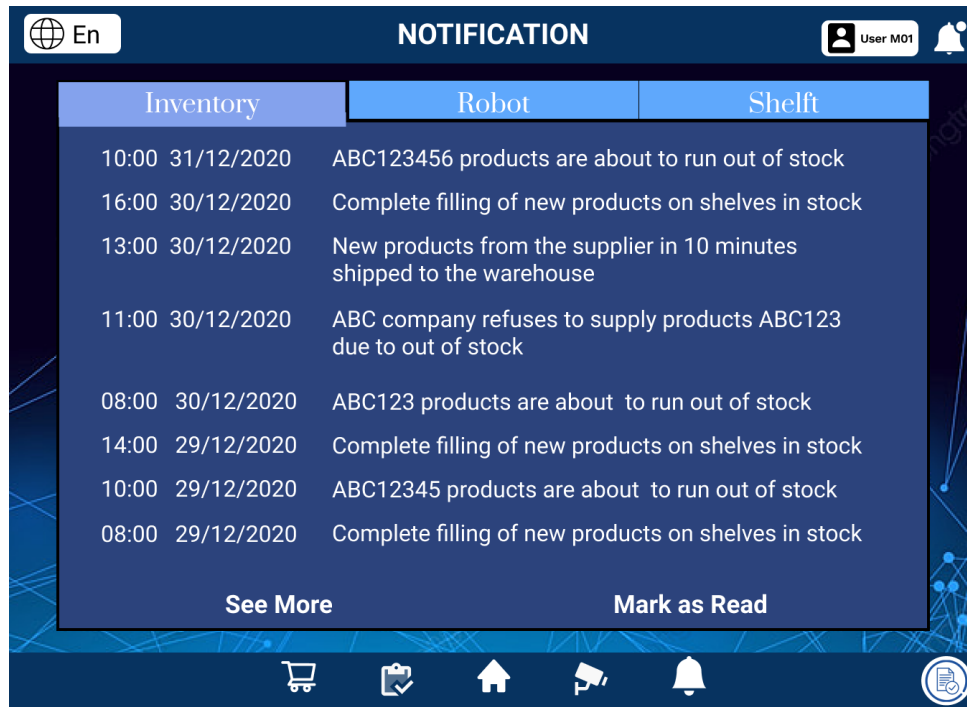 En
NOTIFICATION
User M01
Inventory
Robot
Shelft
10:00 31/12/2020 ABC123456 products are about to run out of stock
16:00 30/12/2020 Complete filling of new products on shelves in stock
13:00 30/12/2020 New products from the supplier in 10 minutes
shipped to the warehouse
11:00 30/12/2020 ABC company refuses to supply products ABC123
due to out of stock
08:00 30/12/2020 ABC123 products are about to run out of stock
14:00 29/12/2020 Complete filling of new products on shelves in stock
10:00 29/12/2020 ABC12345 products are about to run out of stock
08:00 29/12/2020 Complete filling of new products on shelves in stock
See More
Mark as Read